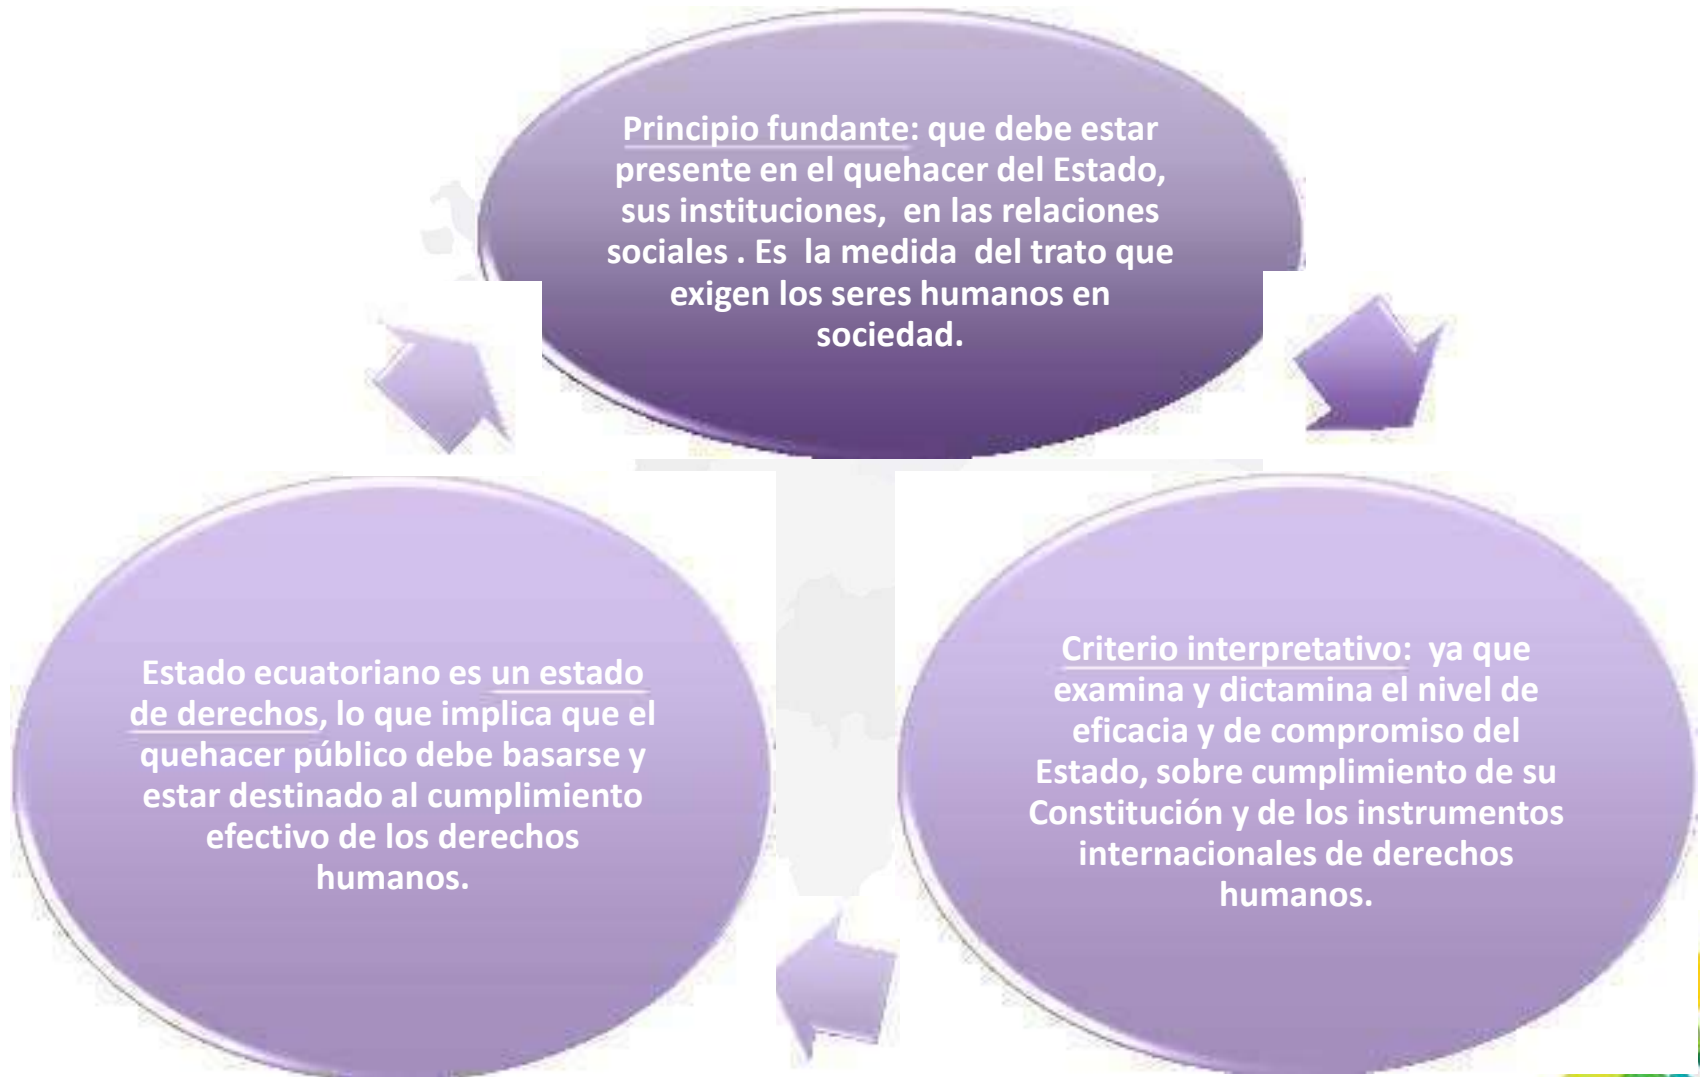 Principio fundante: que debe estar
presente en el quehacer del Estado,
sus instituciones, en las relaciones
sociales . Es la medida del trato que
exigen los seres humanos en
sociedad.
Criterio interpretativo: ya que
examina y dictamina el nivel de
eficacia y de compromiso del
Estado, sobre cumplimiento de su
Constitución y de los instrumentos
internacionales de derechos
humanos.
Estado ecuatoriano es un estado
de derechos, lo que implica que el
quehacer público debe basarse y
estar destinado al cumplimiento
efectivo de los derechos
humanos.